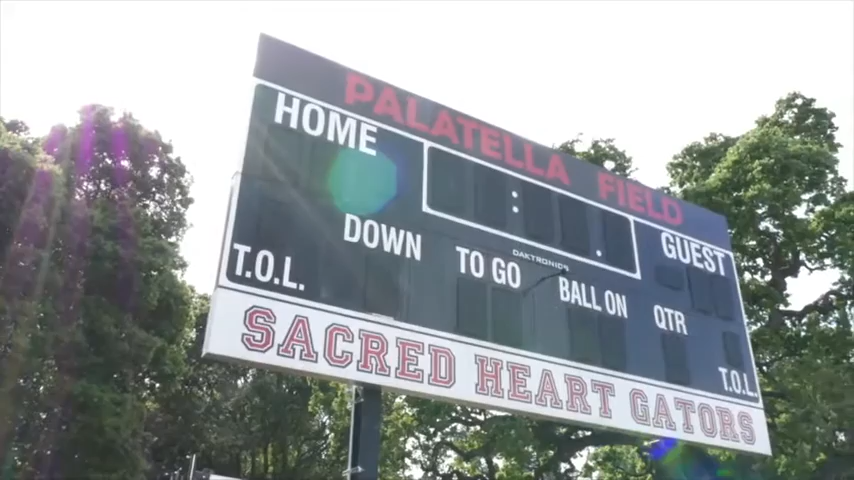 PALATELLA FIELD
HOME
GUEST
DOWN
TO GO
DAKTRONICS
BALL ON
QTR
T.O.L.
T.O.L.
SACRED HEART GATORS